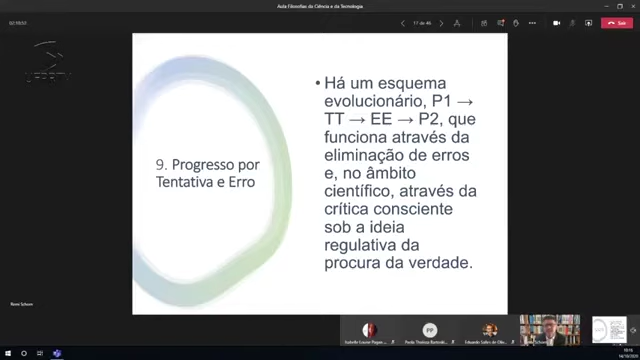 Aula Filosofias da Ciência e da Tecnologia
17 de 46
Sair
9. Progresso por
Tentativa e Erro
• Há um esquema
evolucionário, P1 →
TT → EE → P2, que
funciona através da
eliminação de erros
e, no âmbito
científico, através da
crítica consciente
sob a ideia
regulativa da
procura da verdade.
PP